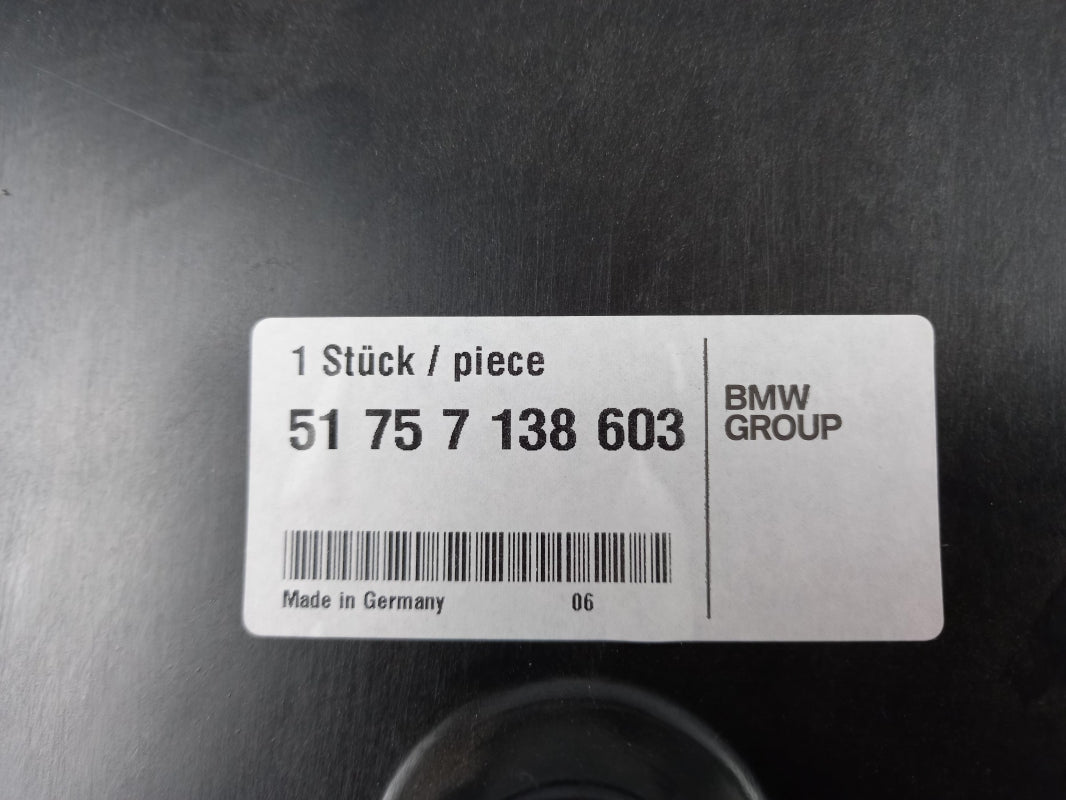 1 Stück / piece
51 75 7 138 603
BMW
GROUP
Made in Germany 06